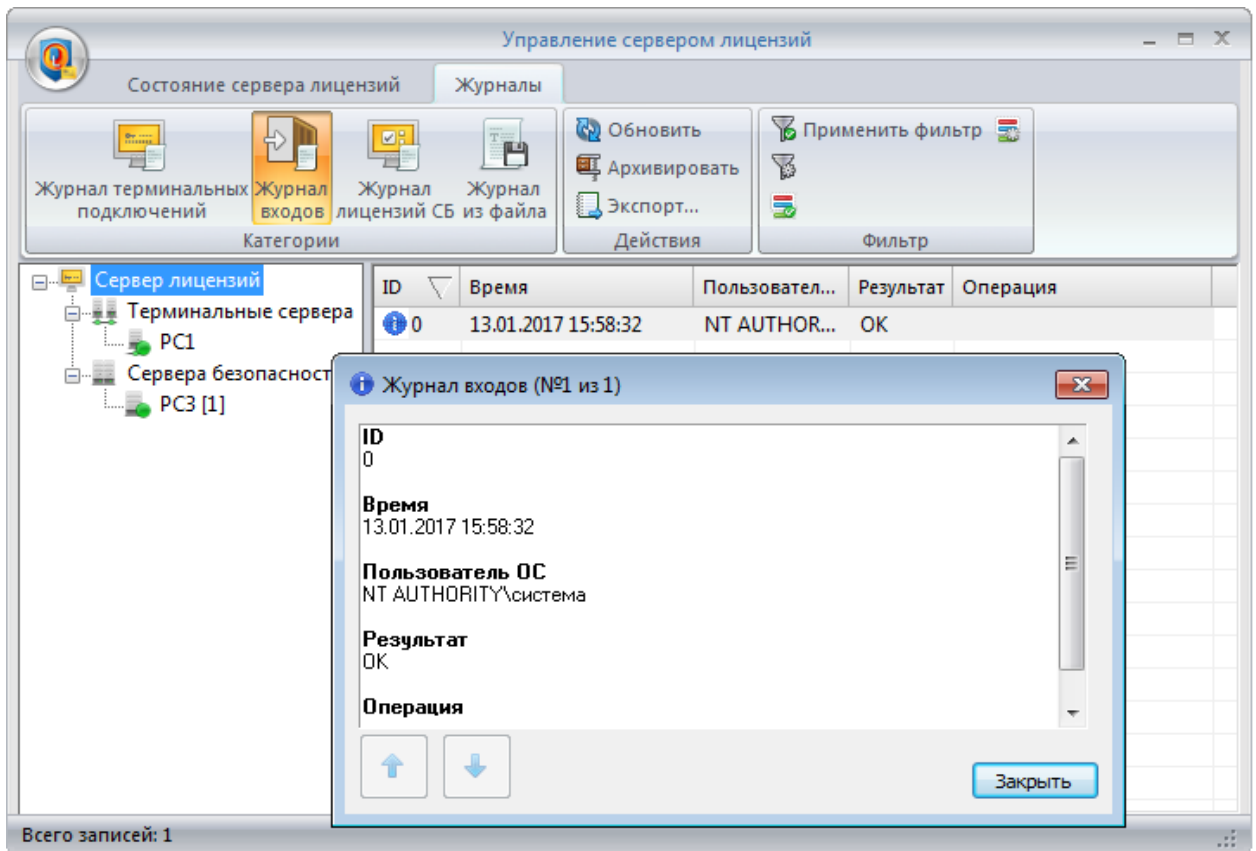 Управление сервером лицензий
Состояние сервера лицензий
Журналы
Журнал терминальных подключений
Журнал входов
Журнал лицензий СБ
Журнал из файла
Категории
Обновить
Архивировать
Экспорт...
Действия
Применить фильтр
Фильтр
Сервер лицензий
Терминальные сервера
PC1
Сервера безопасност
PC3 [1]
ID Время Пользовател... Результат Операция
0 13.01.2017 15:58:32 NT AUTHOR... OK
Журнал входов (№1 из 1)
ID
0
Время
13.01.2017 15:58:32
Пользователь ОС
NT AUTHORITY\система
Результат
OK
Операция
Закрыть
Всего записей: 1